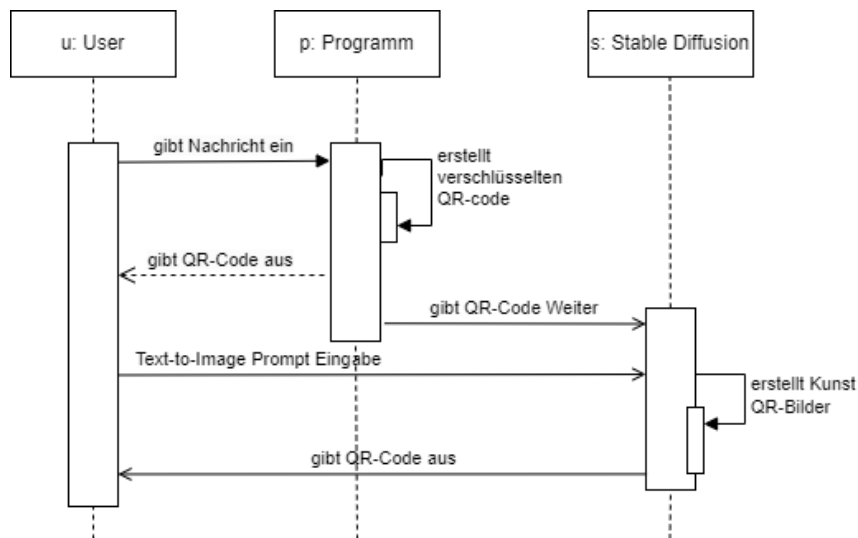 u: User
p: Programm
s: Stable Diffusion
gibt Nachricht ein
erstellt
verschlüsselten
QR-code
gibt QR-Code aus
gibt QR-Code Weiter
Text-to-Image Prompt Eingabe
erstellt Kunst
QR-Bilder
gibt QR-Code aus